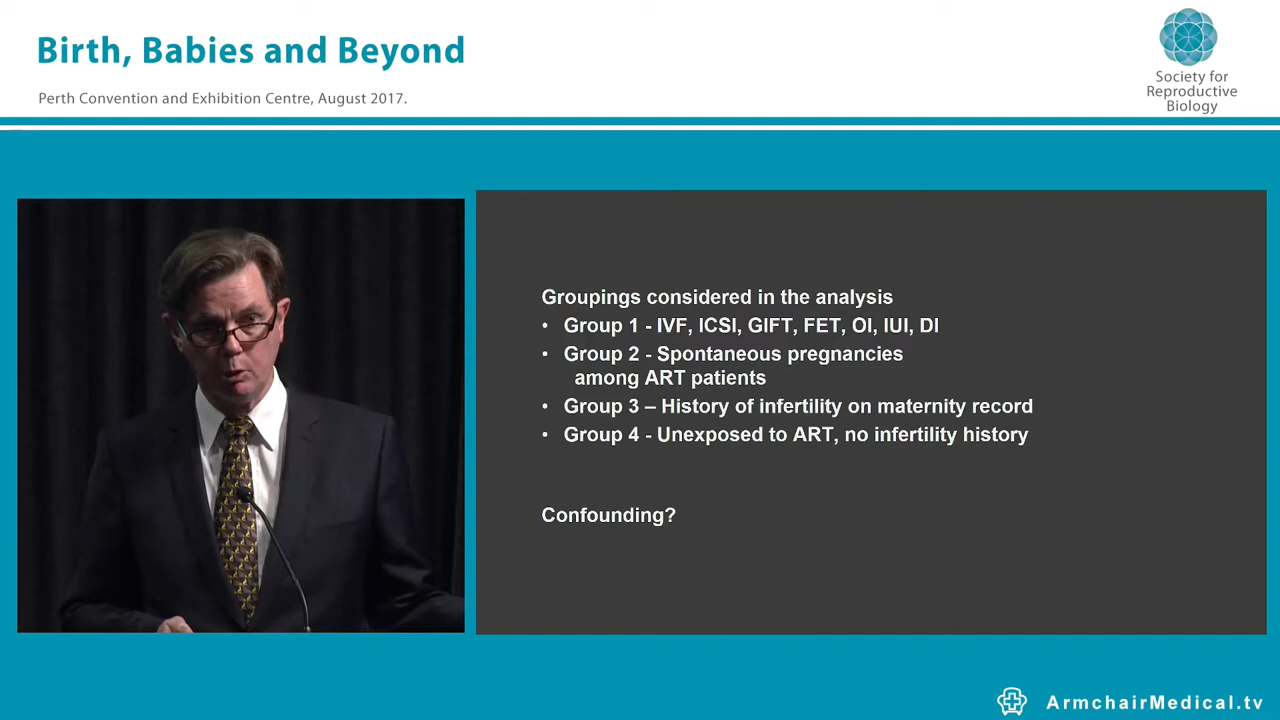 Birth, Babies and Beyond
Perth Convention and Exhibition Centre, August 2017.
Society for
Reproductive
Biology
Groupings considered in the analysis
• Group 1 - IVF, ICSI, GIFT, FET, OI, IUI, DI
• Group 2 - Spontaneous pregnancies
among ART patients
• Group 3 – History of infertility on maternity record
• Group 4 - Unexposed to ART, no infertility history
Confounding?
ArmchairMedical.tv